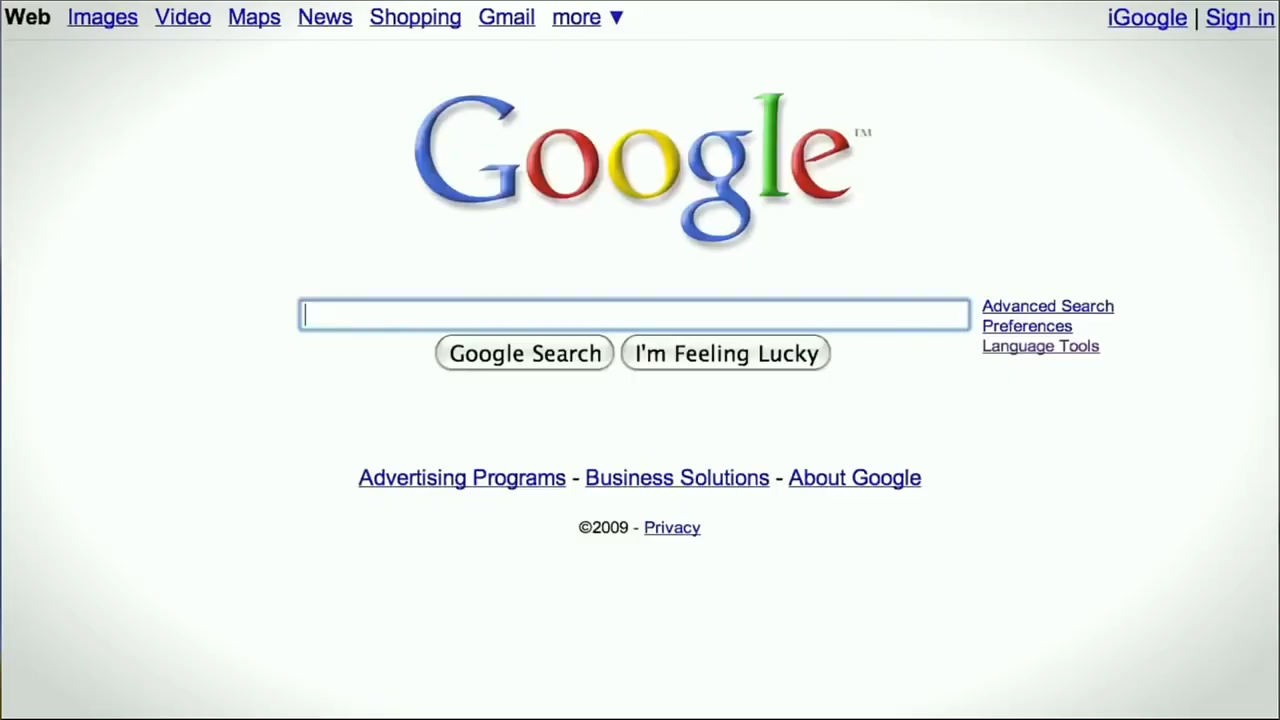 Web Images Video Maps News Shopping Gmail more ▼ iGoogle | Sign in
Google™
Advanced Search
Preferences
Language Tools
Google Search I'm Feeling Lucky
Advertising Programs - Business Solutions - About Google
©2009 - Privacy